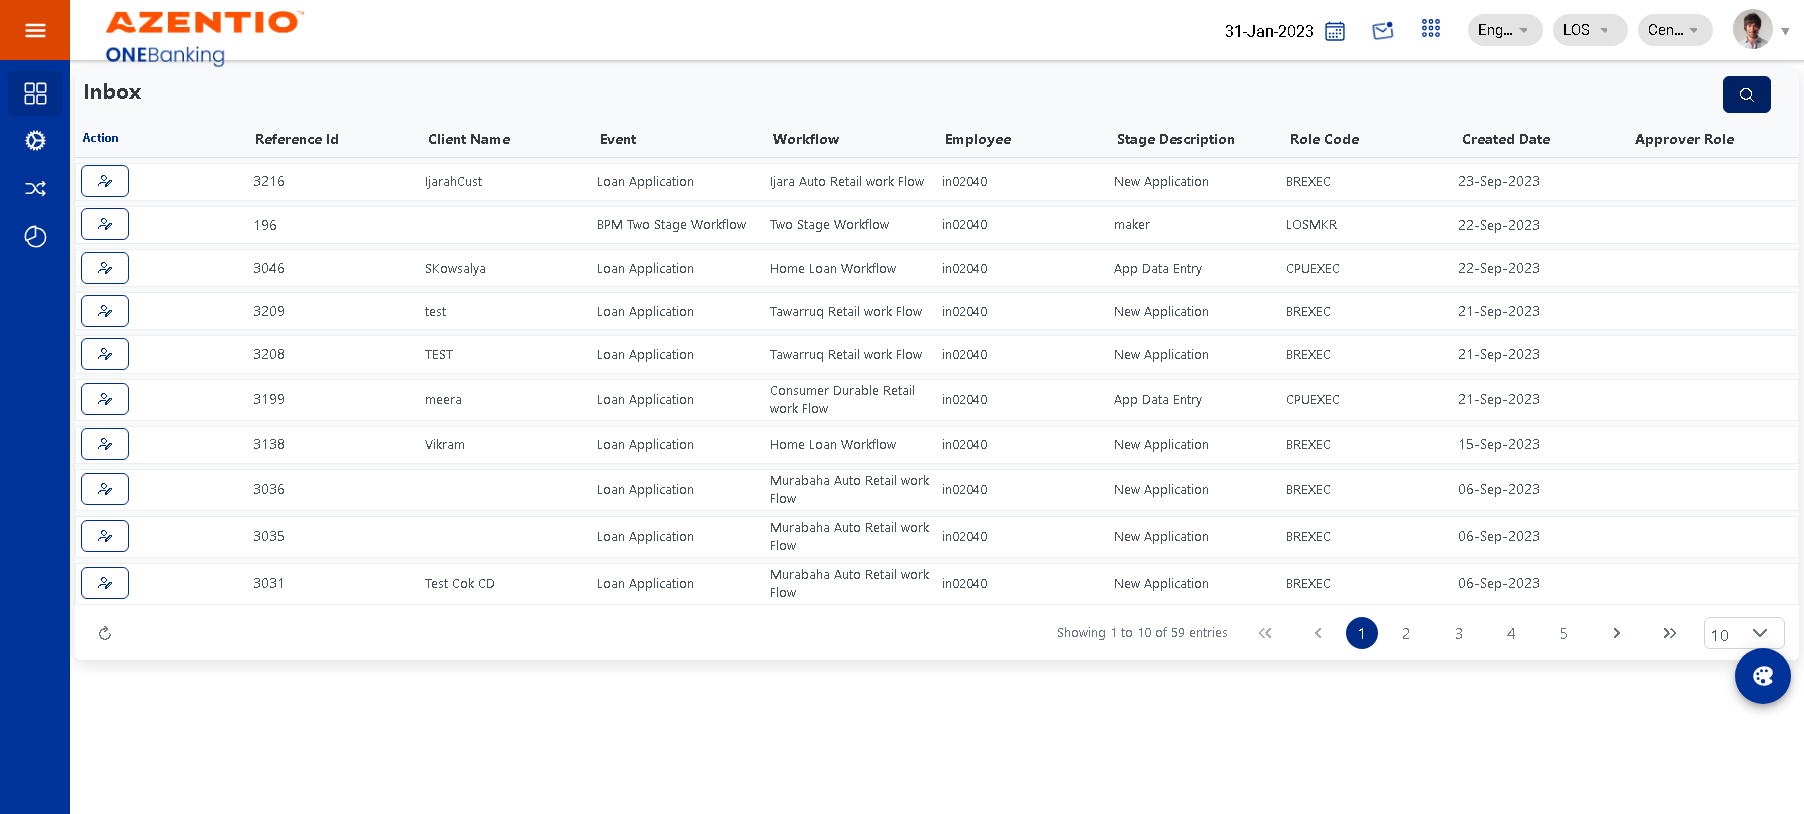 AZENTIO™
ONEBanking
31-Jan-2023 Eng... LOS Cen...
Inbox
Action Reference Id Client Name Event Workflow Employee Stage Description Role Code Created Date Approver Role
3216 IjarahCust Loan Application Ijara Auto Retail work Flow in02040 New Application BREXEC 23-Sep-2023
196 BPM Two Stage Workflow Two Stage Workflow in02040 maker LOSMKR 22-Sep-2023
3046 SKowsalya Loan Application Home Loan Workflow in02040 App Data Entry CPUEXEC 22-Sep-2023
3209 test Loan Application Tawarruq Retail work Flow in02040 New Application BREXEC 21-Sep-2023
3208 TEST Loan Application Tawarruq Retail work Flow in02040 New Application BREXEC 21-Sep-2023
3199 meera Loan Application Consumer Durable Retail in02040 App Data Entry CPUEXEC 21-Sep-2023
work Flow
3138 Vikram Loan Application Home Loan Workflow in02040 New Application BREXEC 15-Sep-2023
3036 Loan Application Murabaha Auto Retail work in02040 New Application BREXEC 06-Sep-2023
Flow
3035 Loan Application Murabaha Auto Retail work in02040 New Application BREXEC 06-Sep-2023
Flow
3031 Test Cok CD Loan Application Murabaha Auto Retail work in02040 New Application BREXEC 06-Sep-2023
Flow
Showing 1 to 10 of 59 entries 1 2 3 4 5 10